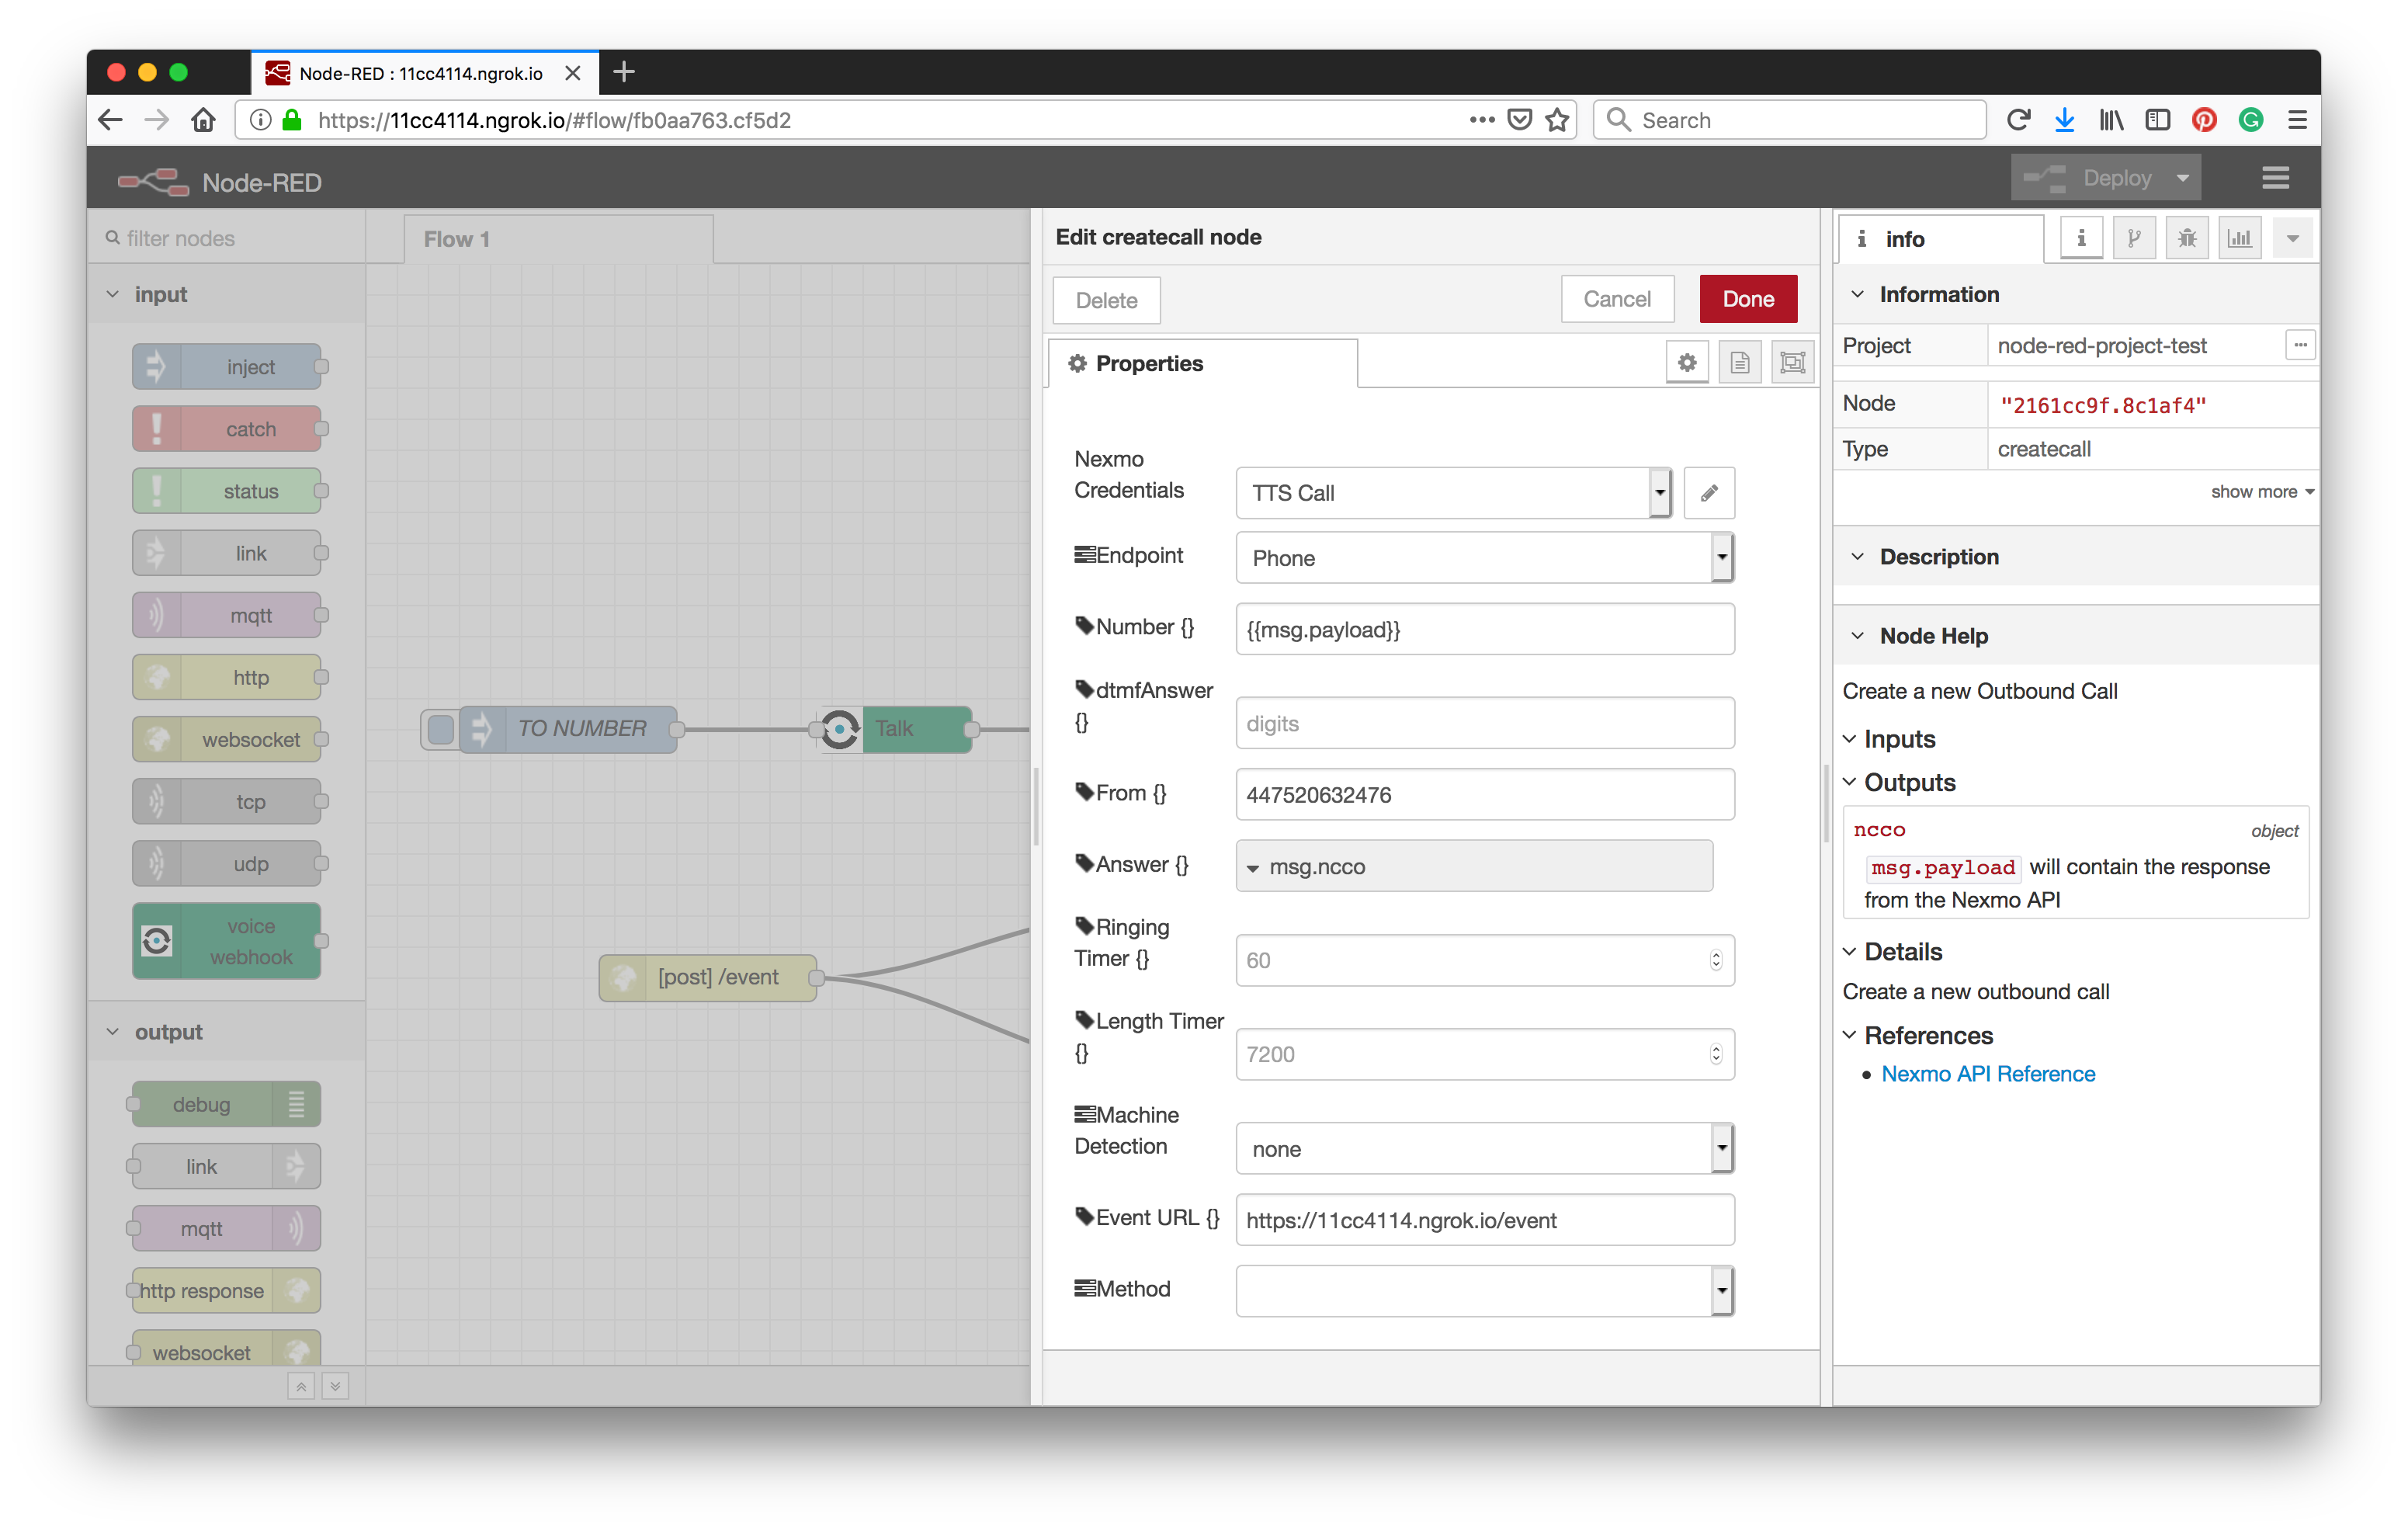 Node-RED : 11cc4114.ngrok.io
https://11cc4114.ngrok.io/#flow/fb0aa763.cf5d2
Search
Node-RED
Deploy
filter nodes
input
inject
catch
status
link
mqtt
http
websocket
tcp
udp
voice
webhook
output
debug
link
mqtt
http response
websocket
Flow 1
TO NUMBER
Talk
[post] /event
Edit createcall node
Delete
Cancel
Done
Properties
Nexmo
Credentials
TTS Call
Endpoint
Phone
Number {}
{{msg.payload}}
dtmfAnswer
{}
digits
From {}
447520632476
Answer {}
msg.ncco
Ringing
Timer {}
60
Length Timer
{}
7200
Machine
Detection
none
Event URL {}
https://11cc4114.ngrok.io/event
Method
info
Information
Project
node-red-project-test
Node
"2161cc9f.8c1af4"
Type
createcall
show more
Description
Node Help
Create a new Outbound Call
Inputs
Outputs
ncco
object
msg.payload will contain the response
from the Nexmo API
Details
Create a new outbound call
References
• Nexmo API Reference